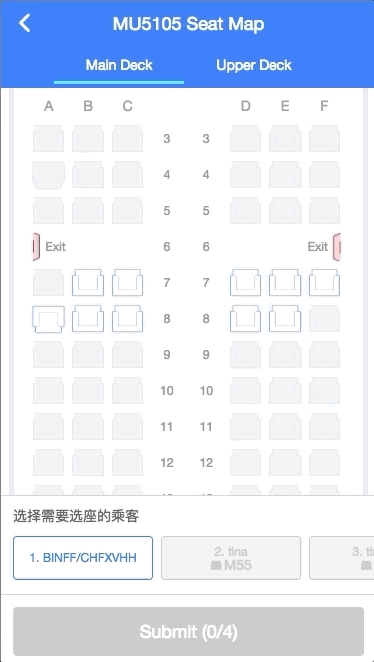 MU5105 Seat Map
Main Deck Upper Deck
A B C D E F
3 3
4 4
5 5
Exit 6 6 Exit
7 7
8 8
9 9
10 10
11 11
12 12
选择需要选座的乘客
1. BINFF/CHFXVHH 2. tina 3. ti
M55
Submit (0/4)